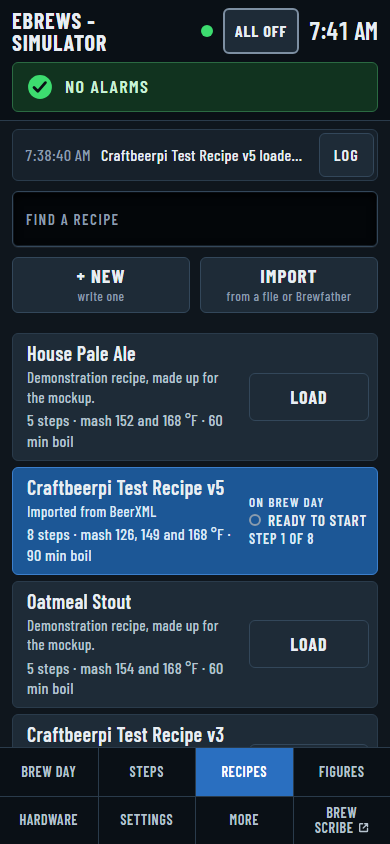 EBREWS -
SIMULATOR
ALL OFF
7:41 AM
NO ALARMS
7:38:40 AM Craftbeerpi Test Recipe v5 loade...
LOG
FIND A RECIPE
+ NEW
write one
IMPORT
from a file or Brewfather
House Pale Ale
Demonstration recipe, made up for
the mockup.
5 steps · mash 152 and 168 °F · 60
min boil
LOAD
Craftbeerpi Test Recipe v5
Imported from BeerXML
8 steps · mash 126, 149 and 168 °F ·
90 min boil
ON BREW DAY
READY TO START
STEP 1 OF 8
Oatmeal Stout
Demonstration recipe, made up for
the mockup.
5 steps · mash 154 and 168 °F · 60
min boil
LOAD
Craftbeerpi Test Recipe v3
BREW DAY
STEPS
RECIPES
FIGURES
HARDWARE
SETTINGS
MORE
BREW
SCRIBE